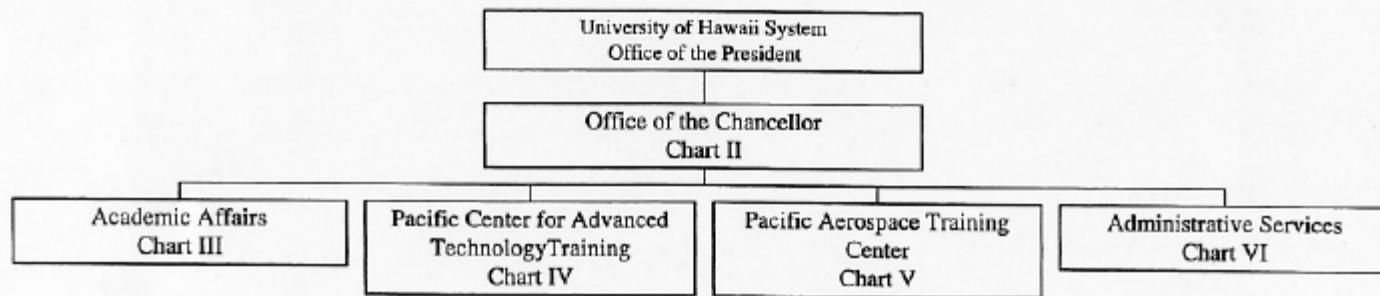 University of Hawaii System
Office of the President
Office of the Chancellor
Chart II
Academic Affairs
Chart III
Pacific Center for Advanced
TechnologyTraining
Chart IV
Pacific Aerospace Training
Center
Chart V
Administrative Services
Chart VI